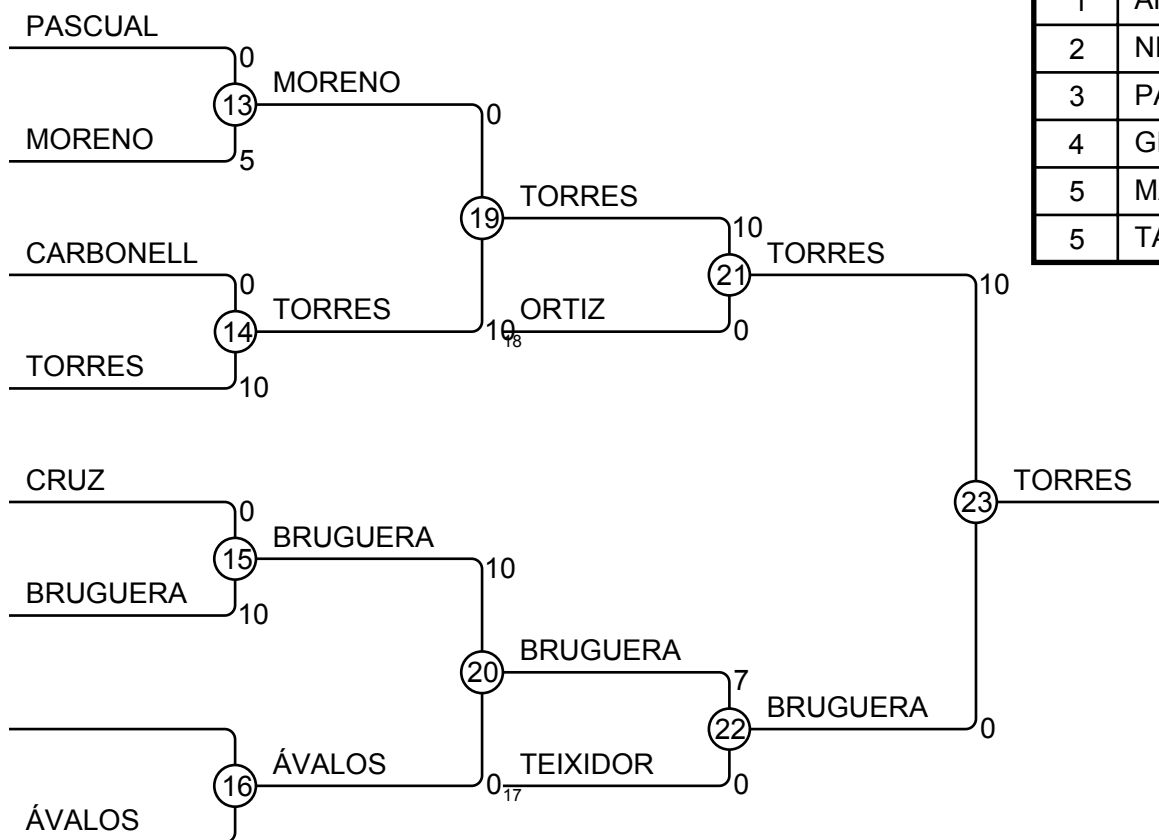 PASCUAL
0
13
MORENO
MORENO
5
0
CARBONELL
0
14
TORRES
TORRES
10
10
19
TORRES
10
18
ORTIZ
0
21
TORRES
10
CRUZ
0
15
BRUGUERA
BRUGUERA
10
10
16
ÁVALOS
ÁVALOS
0
20
BRUGUERA
7
17
TEIXIDOR
0
22
BRUGUERA
0
23
TORRES
1
2
3
4
5
5